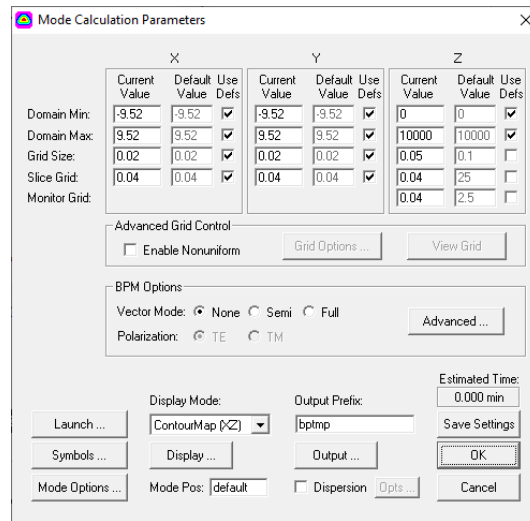 Mode Calculation Parameters
X Y Z
Current Value Default Value Use Defs Current Value Default Value Use Defs Current Value Default Value Use Defs
Domain Min: -9.52 -9.52 -9.52 -9.52 0 0
Domain Max: 9.52 9.52 9.52 9.52 10000 10000
Grid Size: 0.02 0.02 0.02 0.02 0.05 0.1
Slice Grid: 0.04 0.04 0.04 0.04 0.04 25
Monitor Grid: 0.04 2.5
Advanced Grid Control
Enable Nonuniform Grid Options ... View Grid
BPM Options
Vector Mode: None Semi Full
Polarization: TE TM
Advanced ...
Estimated Time:
Display Mode: Output Prefix: 0.000 min
Launch ... ContourMap (XZ) bptmp Save Settings
Symbols ... Display ... Output ... OK
Mode Options ... Mode Pos: default Dispersion Opts ... Cancel